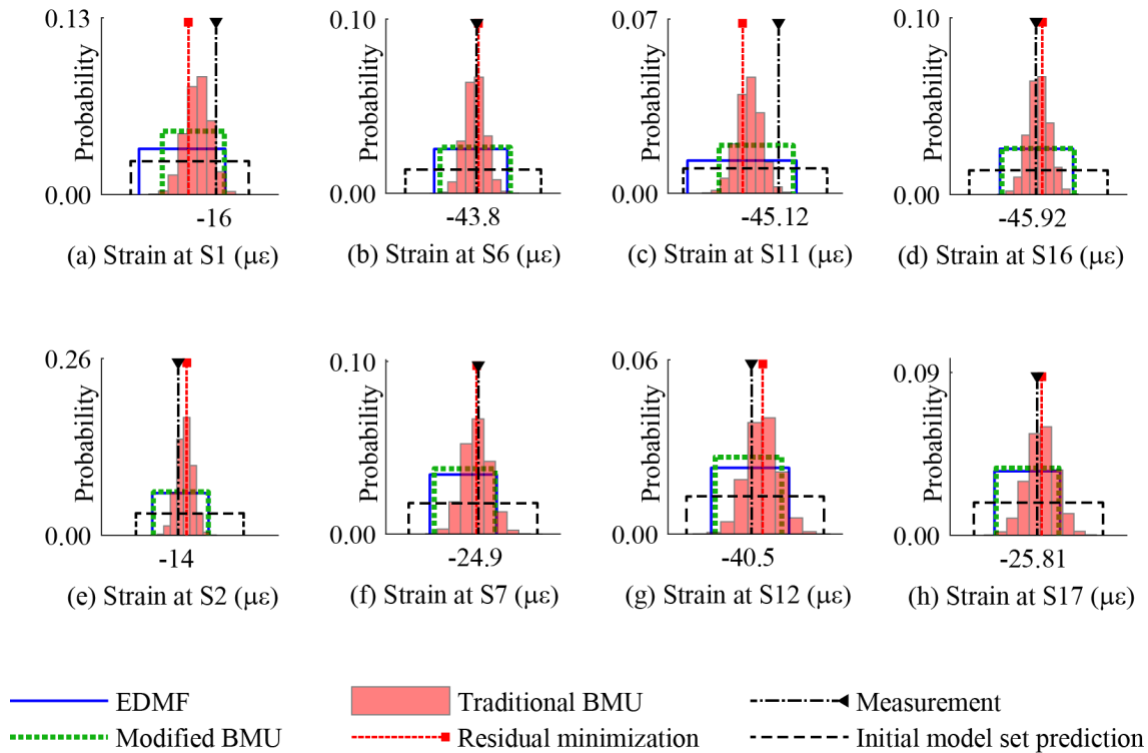 0.13
Probability
0.00
-16
(a) Strain at S1 (με)
0.10
Probability
0.00
-43.8
(b) Strain at S6 (με)
0.07
Probability
0.00
-45.12
(c) Strain at S11 (με)
0.10
Probability
0.00
-45.92
(d) Strain at S16 (με)
0.26
Probability
0.00
-14
(e) Strain at S2 (με)
0.10
Probability
0.00
-24.9
(f) Strain at S7 (με)
0.06
Probability
0.00
-40.5
(g) Strain at S12 (με)
0.09
Probability
0.00
-25.81
(h) Strain at S17 (με)
EDMF
Traditional BMU
Measurement
Modified BMU
Residual minimization
Initial model set prediction